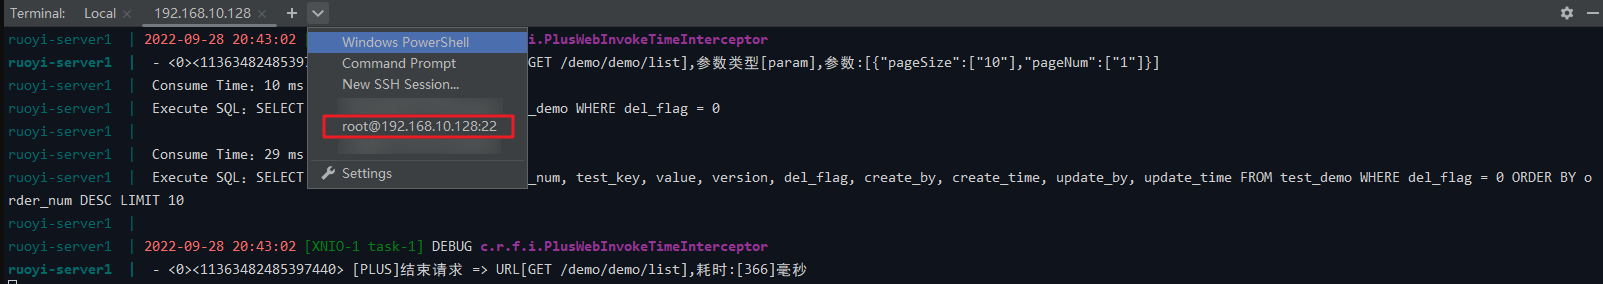 Terminal: Local × 192.168.10.128 × +
ruoyi-server1 | 2022-09-28 20:43:02 [ .i.PlusWebInvokeTimeInterceptor
Windows PowerShell
ruoyi-server1 | - <0><1136348248539 GET /demo/demo/list],参数类型[param],参数:[{"pageSize":["10"],"pageNum":["1"]}]
Command Prompt
ruoyi-server1 | Consume Time: 10 ms
New SSH Session...
ruoyi-server1 | Execute SQL: SELECT _demo WHERE del_flag = 0
root@192.168.10.128:22
ruoyi-server1 |
ruoyi-server1 | Consume Time: 29 ms
ruoyi-server1 | Execute SQL: SELECT _num, test_key, value, version, del_flag, create_by, create_time, update_by, update_time FROM test_demo WHERE del_flag = 0 ORDER BY o
Settings
rder_num DESC LIMIT 10
ruoyi-server1 |
ruoyi-server1 | 2022-09-28 20:43:02 [XNIO-1 task-1] DEBUG c.r.f.i.PlusWebInvokeTimeInterceptor
ruoyi-server1 | - <0><11363482485397440> [PLUS]结束请求 => URL[GET /demo/demo/list],耗时:[366]毫秒